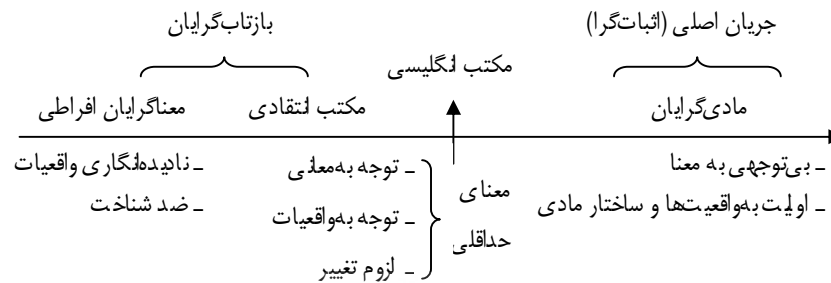 جریان اصلی (اثبات‌گرا)
بازتاب‌گرایان
مکتب انگلیسی
مادی‌گرایان
مکتب انتقادی
معناگرایان افراطی
ـ بی‌توجهی به معنا
ـ اولیت به‌واقعیت‌ها و ساختار مادی
معنای
حداقلی
ـ توجه به‌معانی
ـ توجه به‌واقعیات
ـ لزوم تغییر
ـ نادیده‌انگاری واقعیات
ـ ضد شناخت